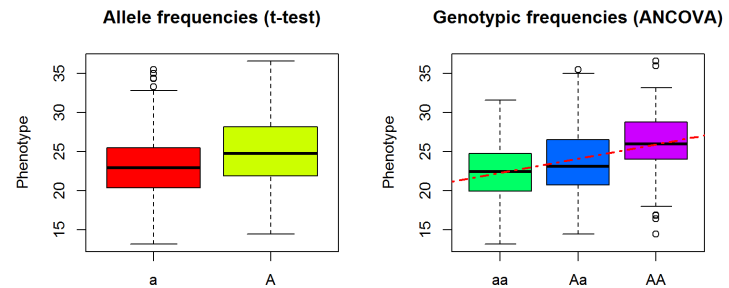 Allele frequencies (t-test)
Phenotype
35
30
25
20
15
a A
Genotypic frequencies (ANCOVA)
Phenotype
35
30
25
20
15
aa Aa AA